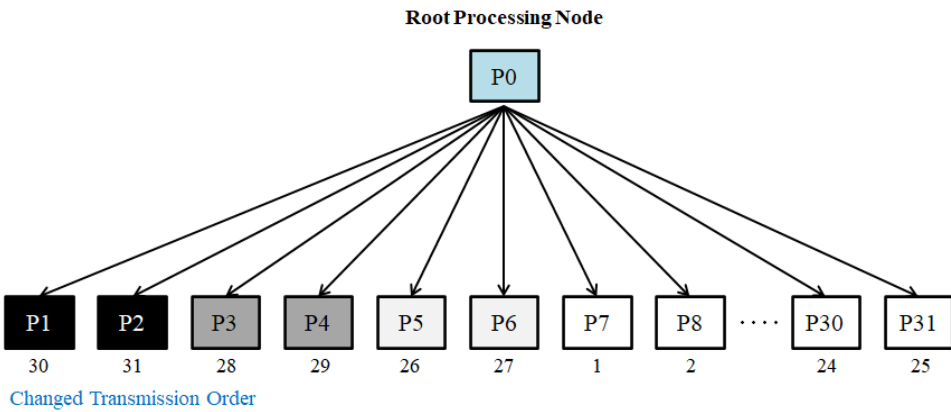 Root Processing Node
P0
P1 P2 P3 P4 P5 P6 P7 P8 .... P30 P31
30 31 28 29 26 27 1 2 24 25
Changed Transmission Order